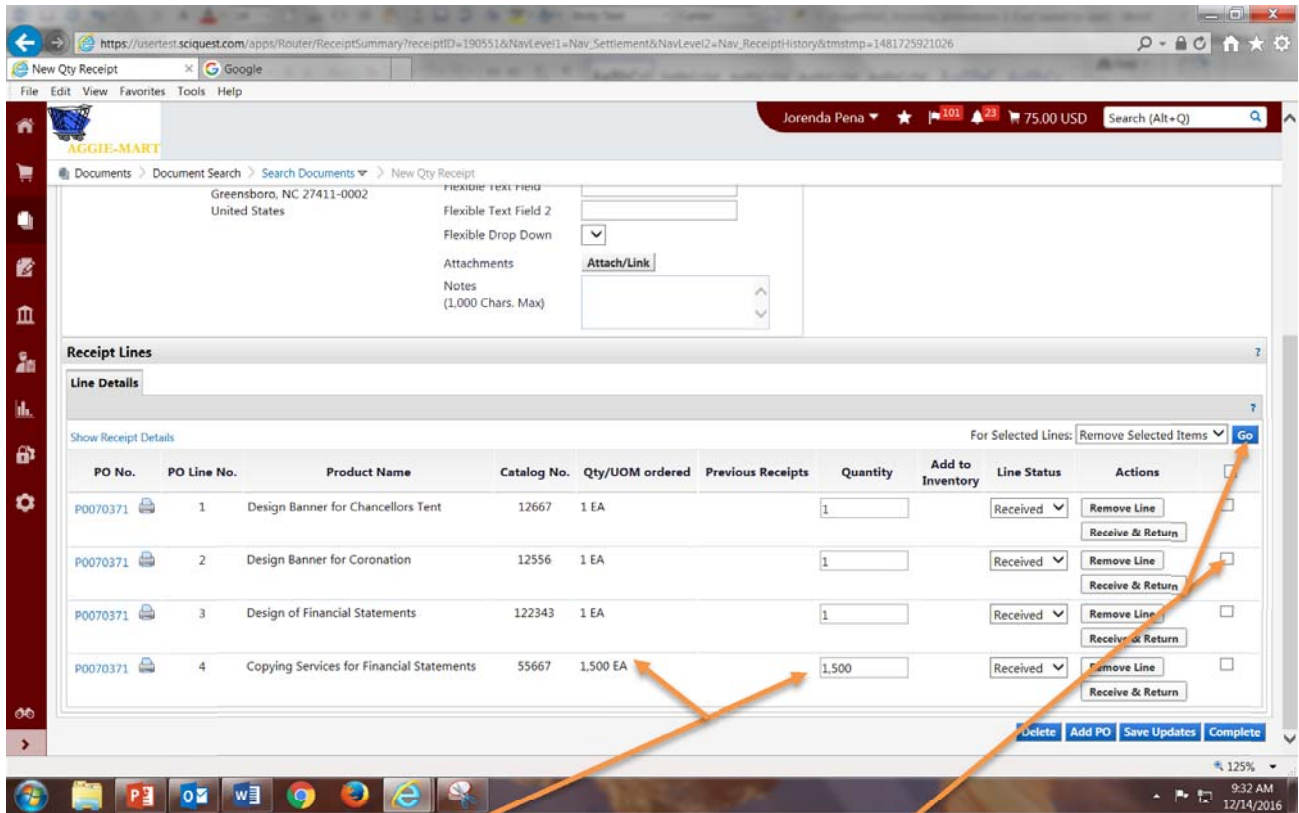 https://usertest.sciquest.com/apps/Router/ReceiptSummary?receiptID=190551&NavLevel1=Nav_Settlement&NavLevel2=Nav_ReceiptHistory&tmstmp=1481725921026
New Qty Receipt
Google
File Edit View Favorites Tools Help
AGGIE-MART
Jorenda Pena 101 23 75.00 USD Search (Alt+Q)
Documents > Document Search > Search Documents > New Qty Receipt
Flexible Text Field
Greensboro, NC 27411-0002
United States
Flexible Text Field 2
Flexible Drop Down
Attachments Attach/Link
Notes
(1,000 Chars. Max)
Receipt Lines ?
Line Details
?
Show Receipt Details For Selected Lines: Remove Selected Items Go
PO No. PO Line No. Product Name Catalog No. Qty/UOM ordered Previous Receipts Quantity Add to Inventory Line Status Actions
P0070371 1 Design Banner for Chancellors Tent 12667 1 EA 1 Received Remove Line
Receive & Return
P0070371 2 Design Banner for Coronation 12556 1 EA 1 Received Remove Line
Receive & Return
P0070371 3 Design of Financial Statements 122343 1 EA 1 Received Remove Line
Receive & Return
P0070371 4 Copying Services for Financial Statements 55667 1,500 EA 1,500 Received Remove Line
Receive & Return
Delete Add PO Save Updates Complete
125%
9:32 AM
12/14/2016